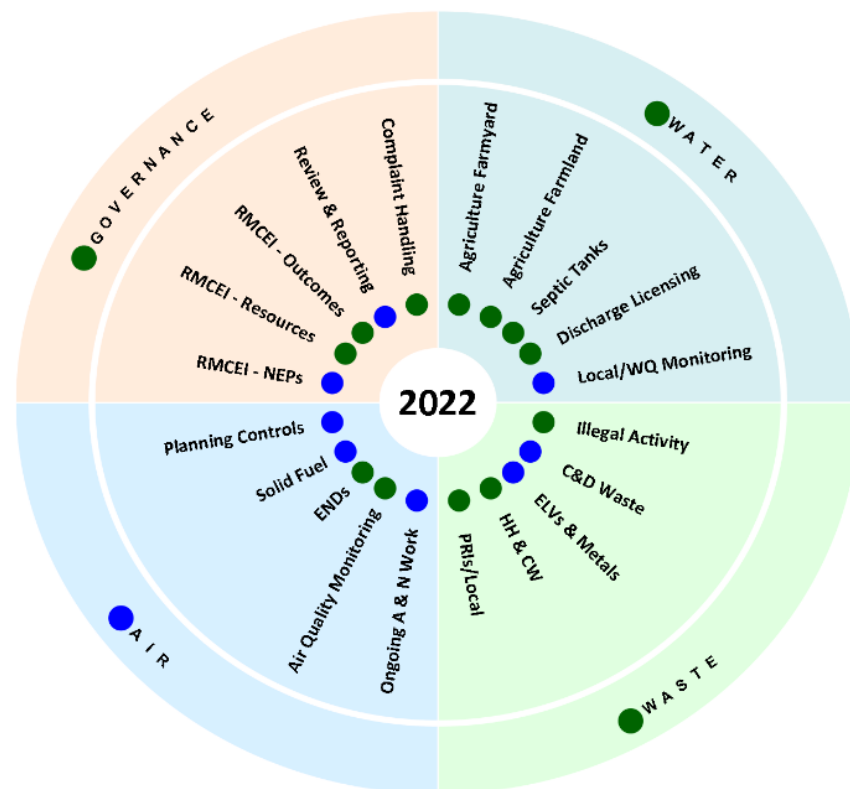 GOVERNANCE
Complaint Handling
Review & Reporting
RMCEI - Outcomes
RMCEI - Resources
RMCEI - NEPs
WATER
Agriculture Farmyard
Agriculture Farmland
Septic Tanks
Discharge Licensing
Local/WQ Monitoring
2022
Planning Controls
Solid Fuel
ENDs
Air Quality Monitoring
Ongoing A & N Work
AIR
Illegal Activity
C&D Waste
ELVs & Metals
HH & CW
PRIs/Local
WASTE